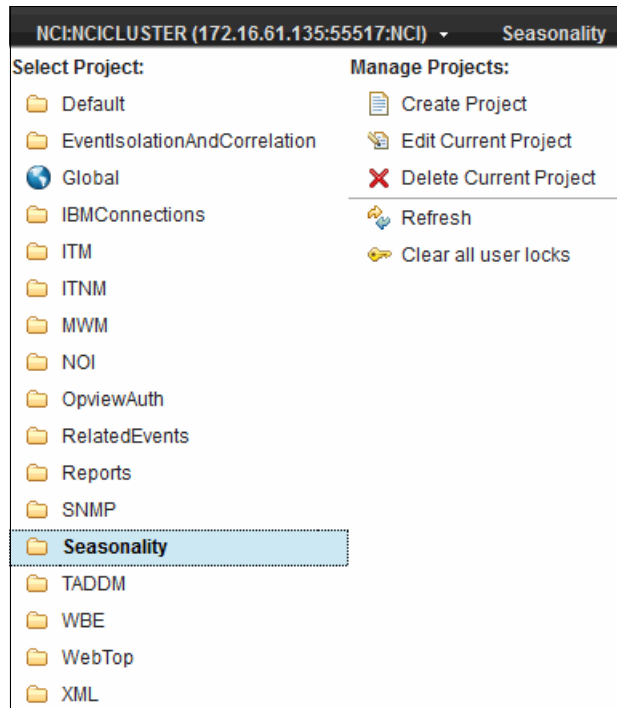 NCI:NCICLUSTER (172.16.61.135:55517:NCI) Seasonality
Select Project:
Default
EventIsolationAndCorrelation
Global
IBMConnections
ITM
ITNM
MWM
NOI
OpviewAuth
RelatedEvents
Reports
SNMP
Seasonality
TADDM
WBE
WebTop
XML
Manage Projects:
Create Project
Edit Current Project
Delete Current Project
Refresh
Clear all user locks